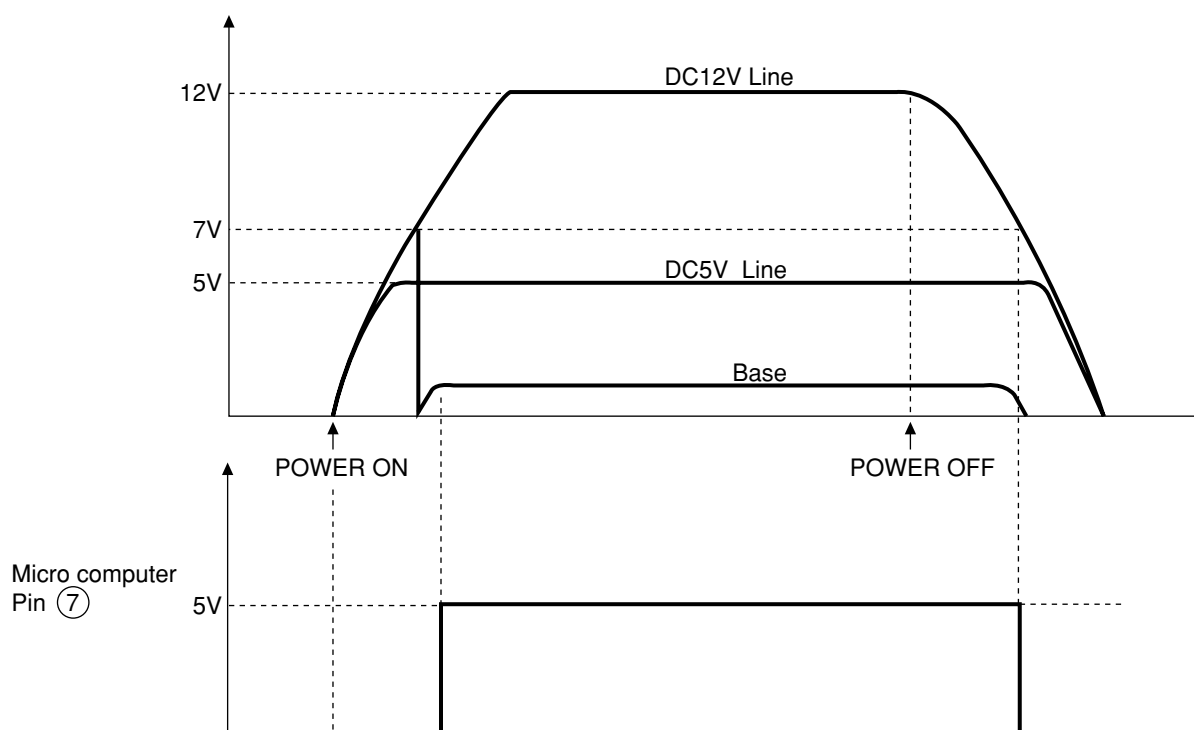 DC12V Line
12V
7V
DC5V Line
5V
Base
POWER ON
POWER OFF
Micro computer
Pin 7
5V